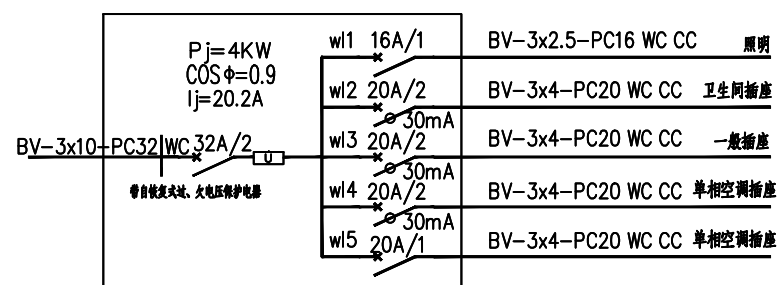 Pj=4KW
COSφ=0.9
Ij=20.2A
BV-3x10-PC32 WC 32A/2
U
带自恢复式过、欠电压保护电器
wl1 16A/1 BV-3x2.5-PC16 WC CC 照明
wl2 20A/2 BV-3x4-PC20 WC CC 卫生间插座
30mA
wl3 20A/2 BV-3x4-PC20 WC CC 一般插座
30mA
wl4 20A/2 BV-3x4-PC20 WC CC 单相空调插座
30mA
wl5 20A/1 BV-3x4-PC20 WC CC 单相空调插座